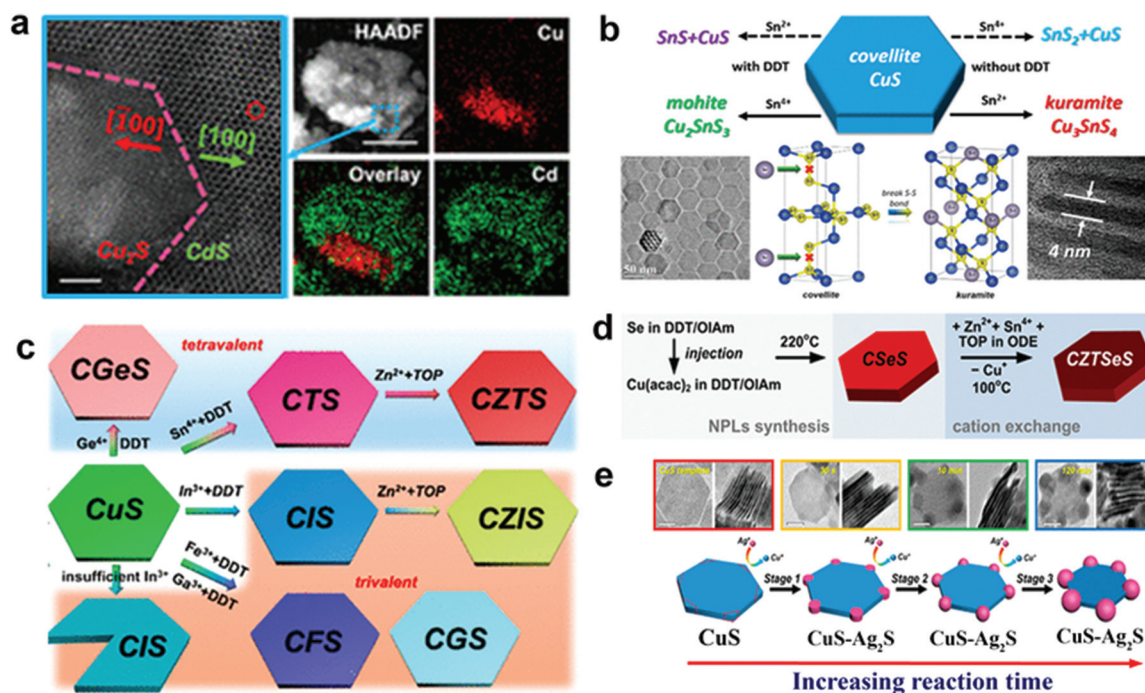 a
HAADF
Cu
[1̄00]
[100]
Cu₂S
CdS
Overlay
Cd
b
SnS+CuS
Sn²⁺
covellite
CuS
Sn⁴⁺
SnS₂+CuS
with DDT
without DDT
mohite
Cu₂SnS₃
Sn⁴⁺
Sn²⁺
kuramite
Cu₃SnS₄
break S-S
bond
50 nm
4 nm
covellite
kuramite
c
CGeS
tetravalent
CTS
Zn²⁺+TOP
CZTS
Ge⁴⁺
DDT
Sn⁴⁺+DDT
CuS
In³⁺+DDT
CIS
Zn²⁺+TOP
CZIS
insufficient In³⁺
Fe³⁺+DDT
Ga³⁺+DDT
trivalent
CIS
CFS
CGS
d
Se in DDT/OlAm
injection
Cu(acac)₂ in DDT/OlAm
220°C
CSeS
+ Zn²⁺ + Sn⁴⁺ +
TOP in ODE
− Cu⁺
100°C
CZTSeS
NPLs synthesis
cation exchange
e
CuS template
30 s
120 min
Ag⁺
Cu⁺
Ag⁺
Cu⁺
Ag⁺
Cu⁺
Stage 1
Stage 2
Stage 3
CuS
CuS-Ag₂S
CuS-Ag₂S
CuS-Ag₂S
Increasing reaction time